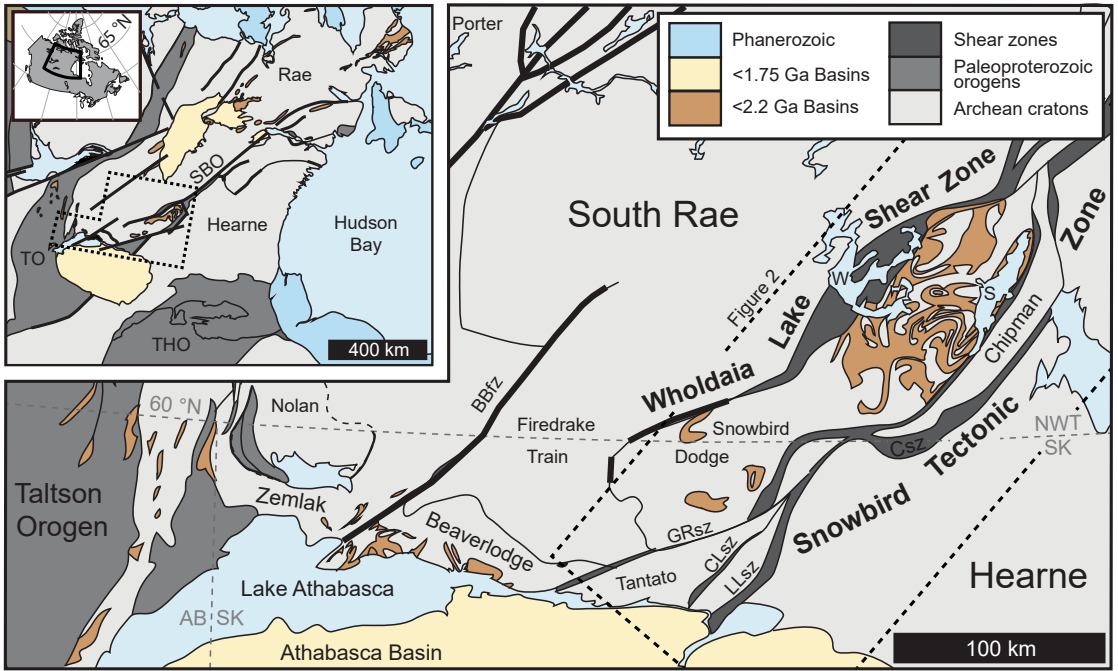 65 °N
Rae
SBO
Hearne
Hudson
Bay
TO
THO
400 km
Porter
Phanerozoic
<1.75 Ga Basins
<2.2 Ga Basins
Shear zones
Paleoproterozoic
orogens
Archean cratons
South Rae
Wholdaia Lake Shear Zone
Figure 2
W
S
Chipman
BBfz
60 °N
Nolan
Firedrake
Snowbird
Train
Dodge
NWT
SK
Csz
Snowbird Tectonic Zone
Taltson
Orogen
Zemlak
Beaverlodge
GRsz
CLsz
LLsz
Tantato
Lake Athabasca
AB SK
Hearne
Athabasca Basin
100 km